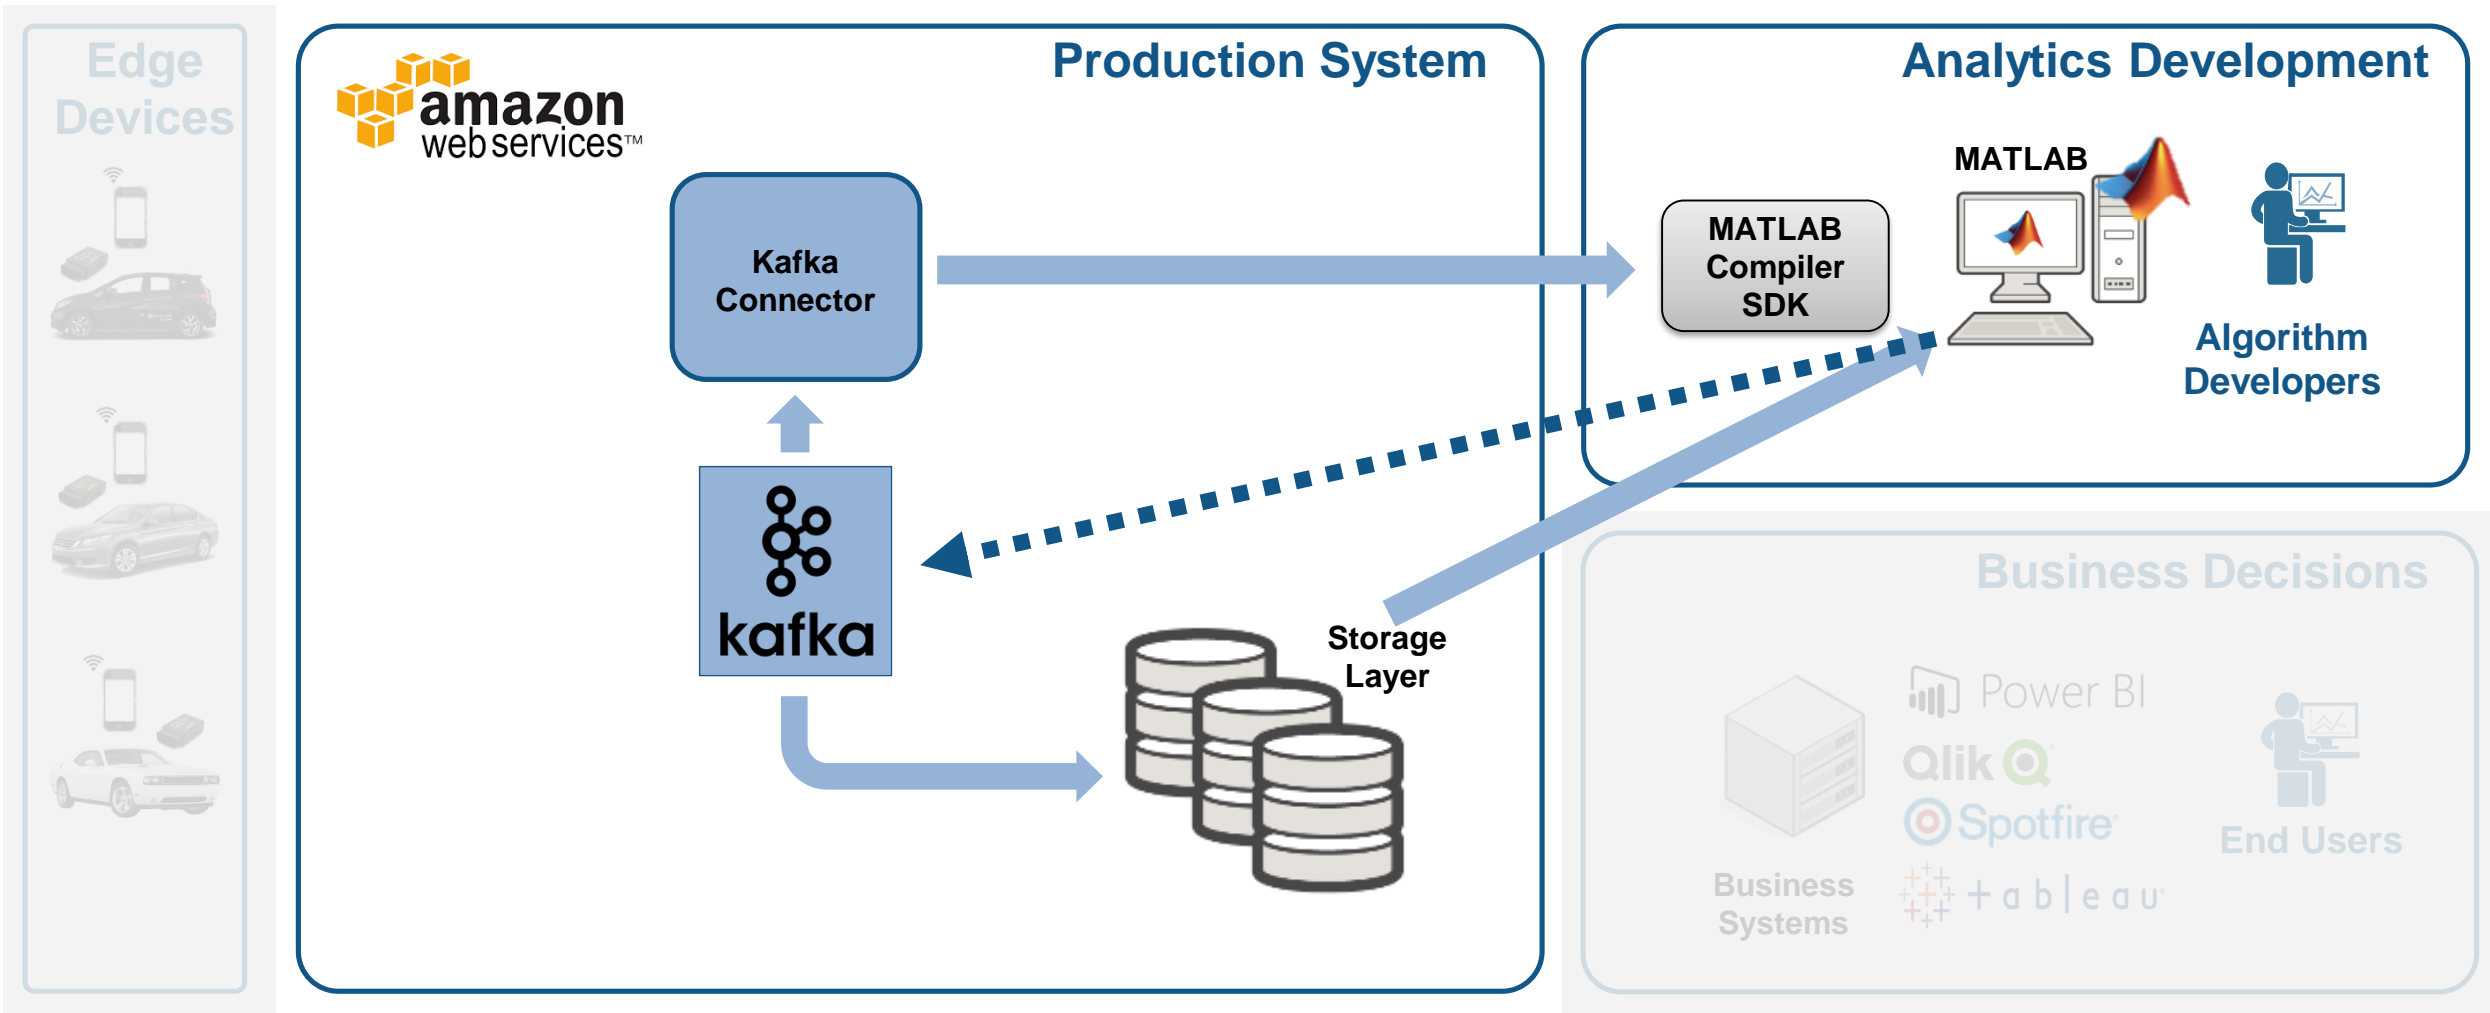 Edge
Devices
Production System
amazon
web services™
Kafka
Connector
kafka
Storage
Layer
Analytics Development
MATLAB
MATLAB
Compiler
SDK
Algorithm
Developers
Business Decisions
Power BI
Qlik
Spotfire
tableau
Business
Systems
End Users